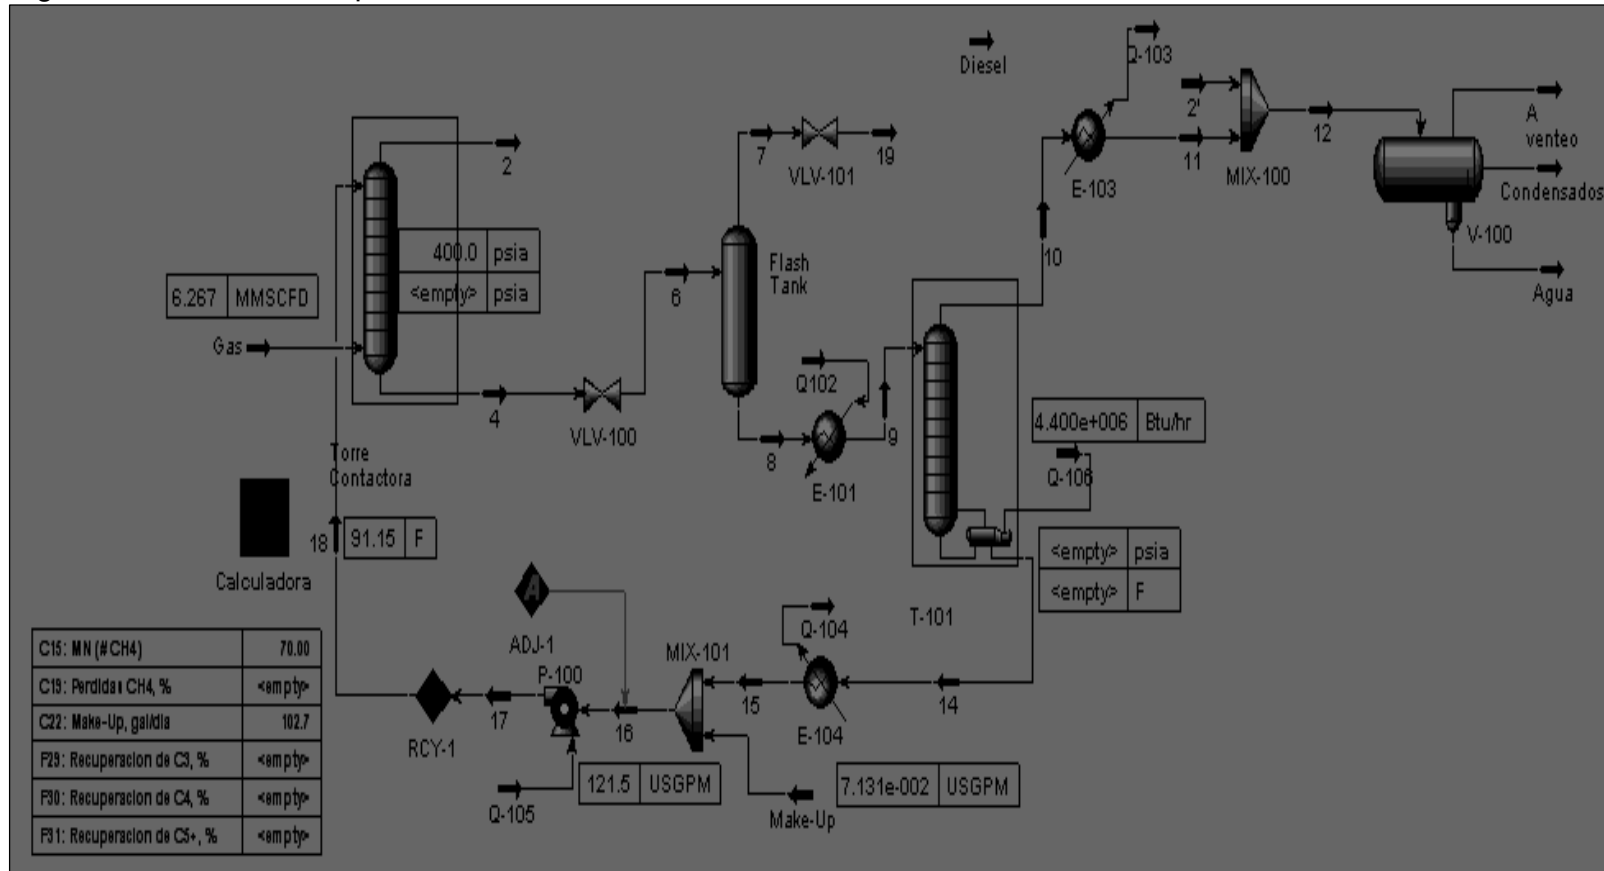 Diesel
Q-103
2'
12
A
venteo
2
7
19
VLV-101
E-103
11
MIX-100
Condensados
V-100
Agua
10
400.0 psia
<empty> psia
6.267 MMSCFD
Gas
6
Flash
Tank
4
VLV-100
Q102
8
9
E-101
4.400e+006 Btu/hr
Q-106
Torre
Contactora
18
91.15 F
Calculadora
<empty> psia
<empty> F
T-101
A
ADJ-1
P-100
MIX-101
Q-104
15
14
E-104
16
17
RCY-1
Q-105
121.5 USGPM
7.131e-002 USGPM
Make-Up
C15: MN (# CH4) 70.00
C19: Perdidas CH4, % <empty>
C22: Make-Up, gal/dia 102.7
F29: Recuperacion de C3, % <empty>
F30: Recuperacion de C4, % <empty>
F31: Recuperacion de C5+, % <empty>